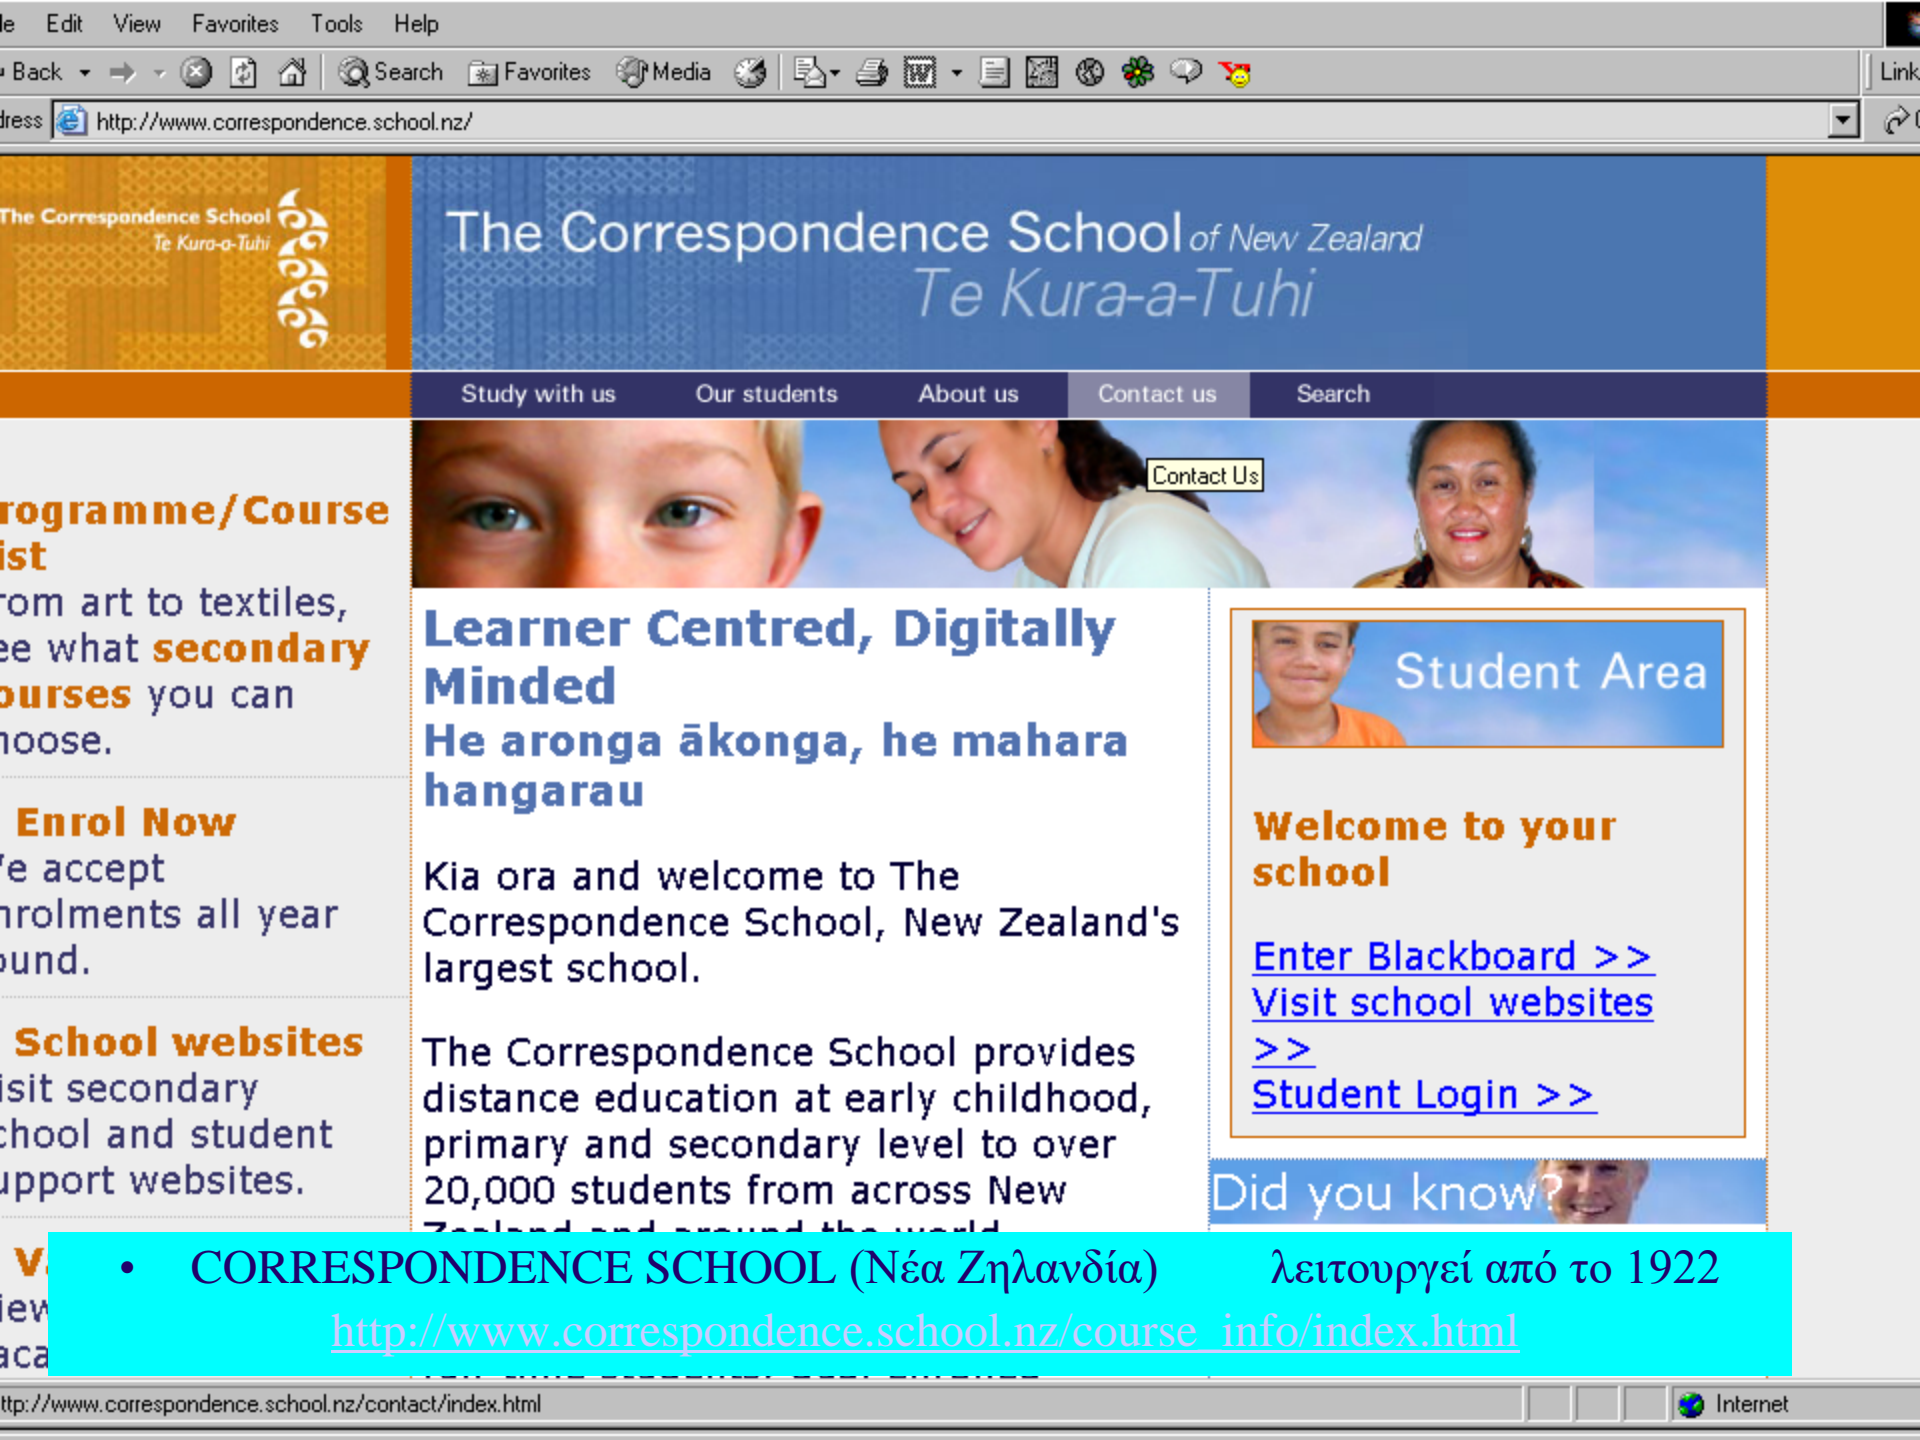 Edit View Favorites Tools Help
Back Search Favorites Media
http://www.correspondence.school.nz/
The Correspondence School
Te Kura-a-Tuhi
The Correspondence School of New Zealand
Te Kura-a-Tuhi
Study with us Our students About us Contact us Search
Contact Us
rogramme/Course
ist
rom art to textiles,
ee what secondary
ourses you can
hoose.
Enrol Now
e accept
nrolments all year
ound.
School websites
isit secondary
chool and student
upport websites.
Learner Centred, Digitally
Minded
He aronga ākonga, he mahara
hangarau
Kia ora and welcome to The
Correspondence School, New Zealand's
largest school.
The Correspondence School provides
distance education at early childhood,
primary and secondary level to over
20,000 students from across New
Zealand and around the world
Student Area
Welcome to your
school
Enter Blackboard >>
Visit school websites
>>
Student Login >>
Did you know?
• CORRESPONDENCE SCHOOL (Νέα Ζηλανδία) λειτουργεί από το 1922
http://www.correspondence.school.nz/course_info/index.html
ttp://www.correspondence.school.nz/contact/index.html
Internet